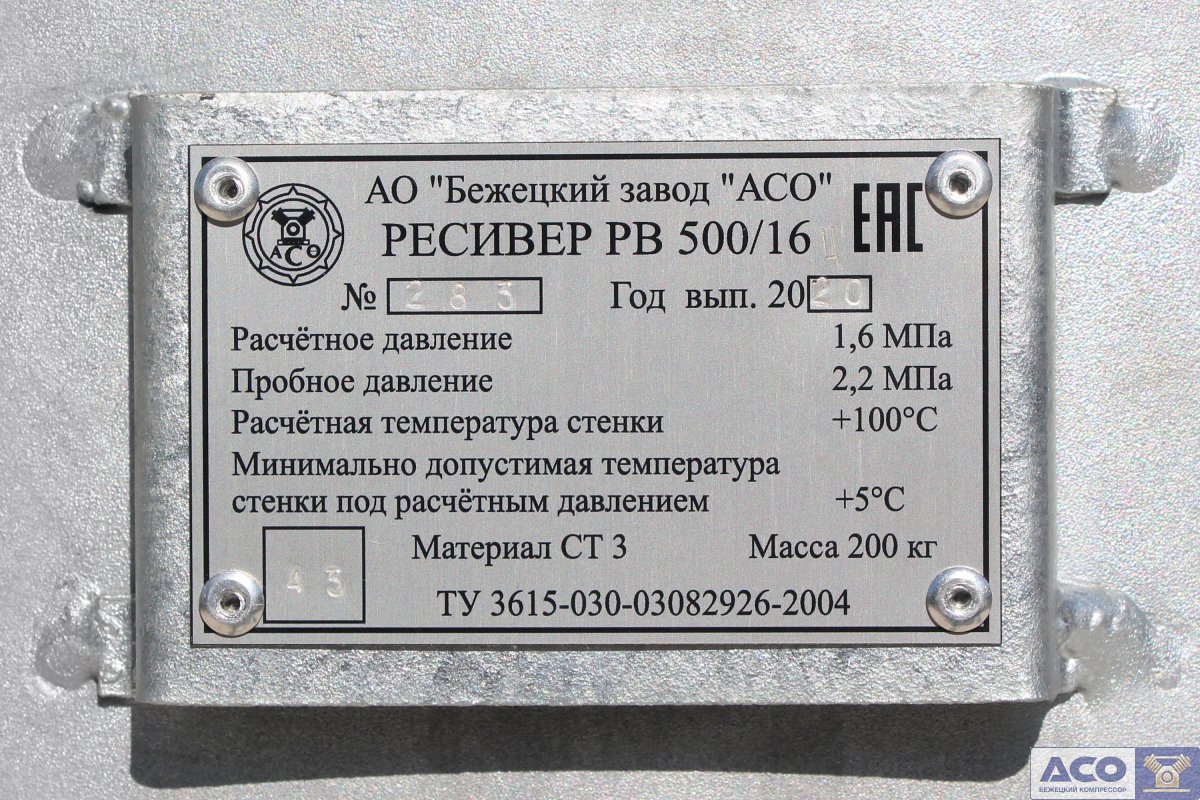 АО "Бежецкий завод "АСО"
ЕАС
АСО
РЕСИВЕР РВ 500/16 Ц
№ 283 Год вып. 2020
Расчётное давление 1,6 МПа
Пробное давление 2,2 МПа
Расчётная температура стенки +100°С
Минимально допустимая температура
стенки под расчётным давлением +5°С
Материал СТ 3 Масса 200 кг
43
ТУ 3615-030-03082926-2004
АСО
БЕЖЕЦКИЙ КОМПРЕССОР